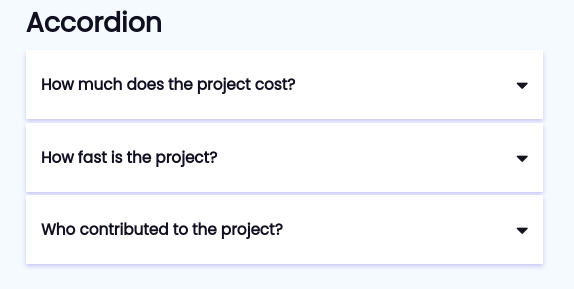 Accordion
How much does the project cost?
How fast is the project?
Who contributed to the project?